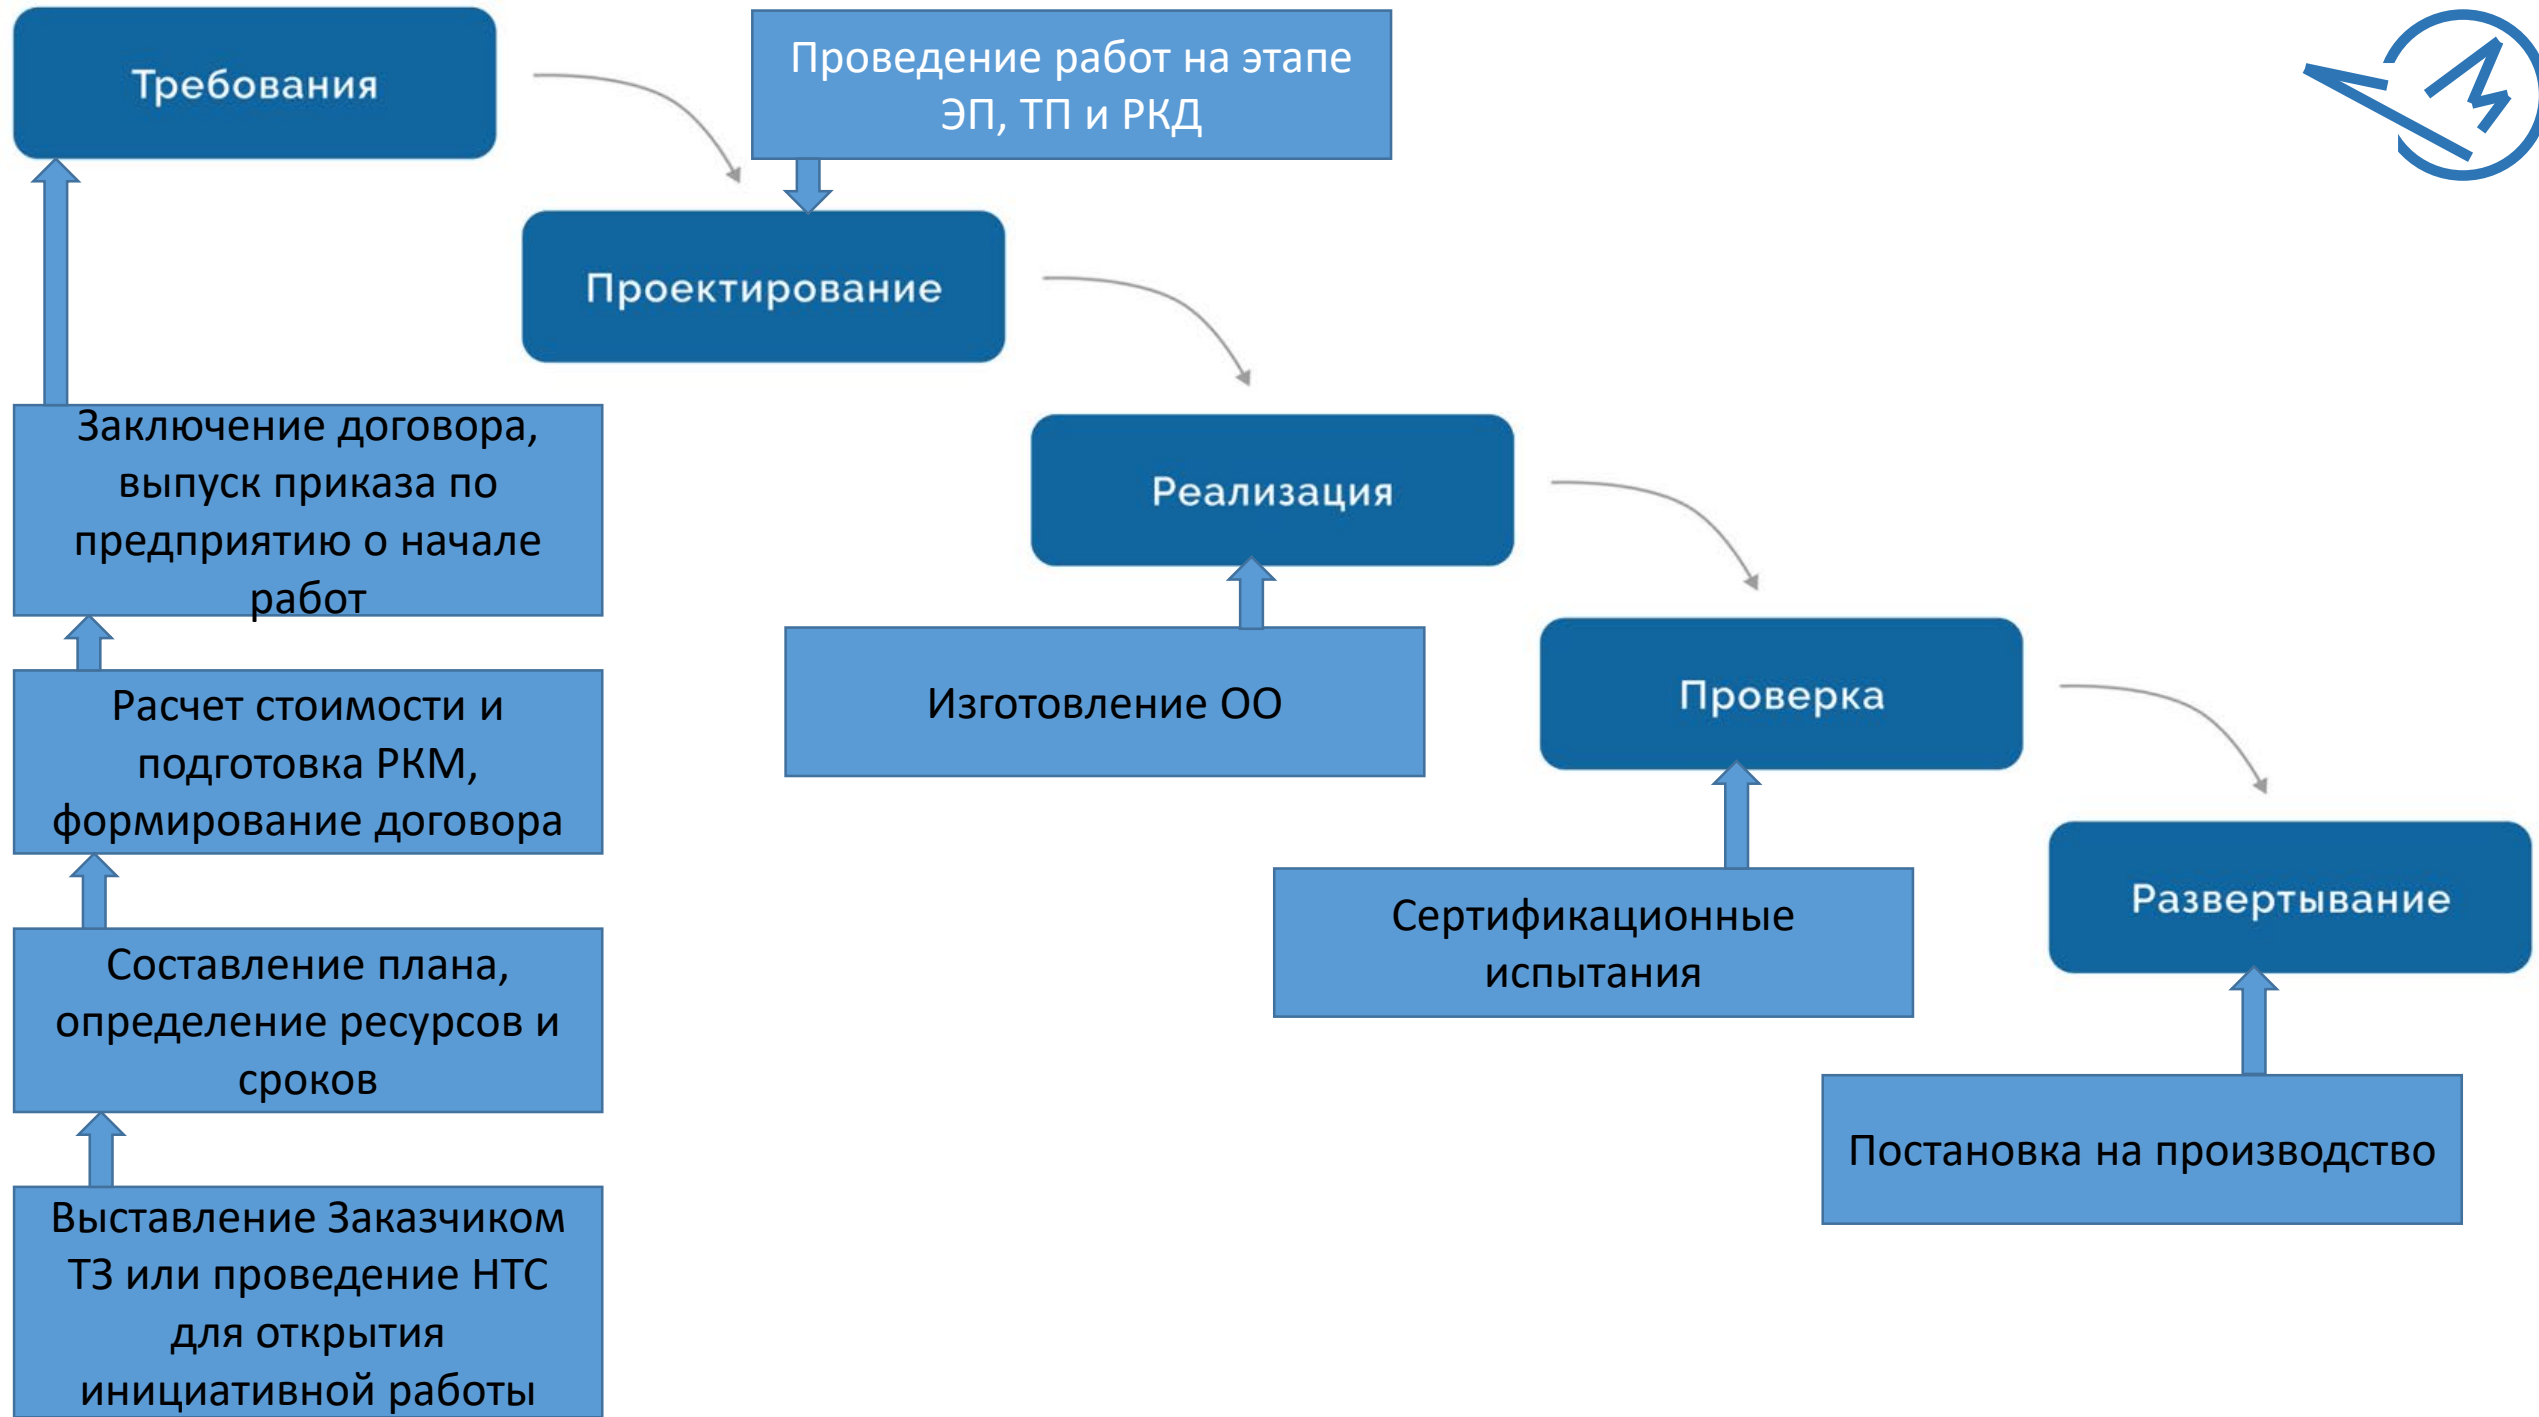 Требования
Проведение работ на этапе
ЭП, ТП и РКД
Проектирование
Заключение договора,
выпуск приказа по
предприятию о начале
работ
Реализация
Расчет стоимости и
подготовка РКМ,
формирование договора
Изготовление ОО
Проверка
Составление плана,
определение ресурсов и
сроков
Сертификационные
испытания
Развертывание
Выставление Заказчиком
ТЗ или проведение НТС
для открытия
инициативной работы
Постановка на производство